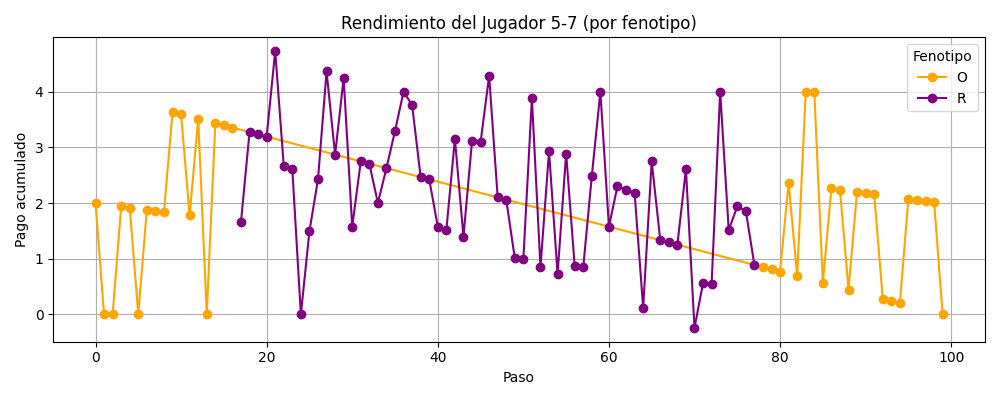 Rendimiento del Jugador 5-7 (por fenotipo)
Fenotipo
O
R
Pago acumulado
4
3
2
1
0
0 20 40 60 80 100
Paso